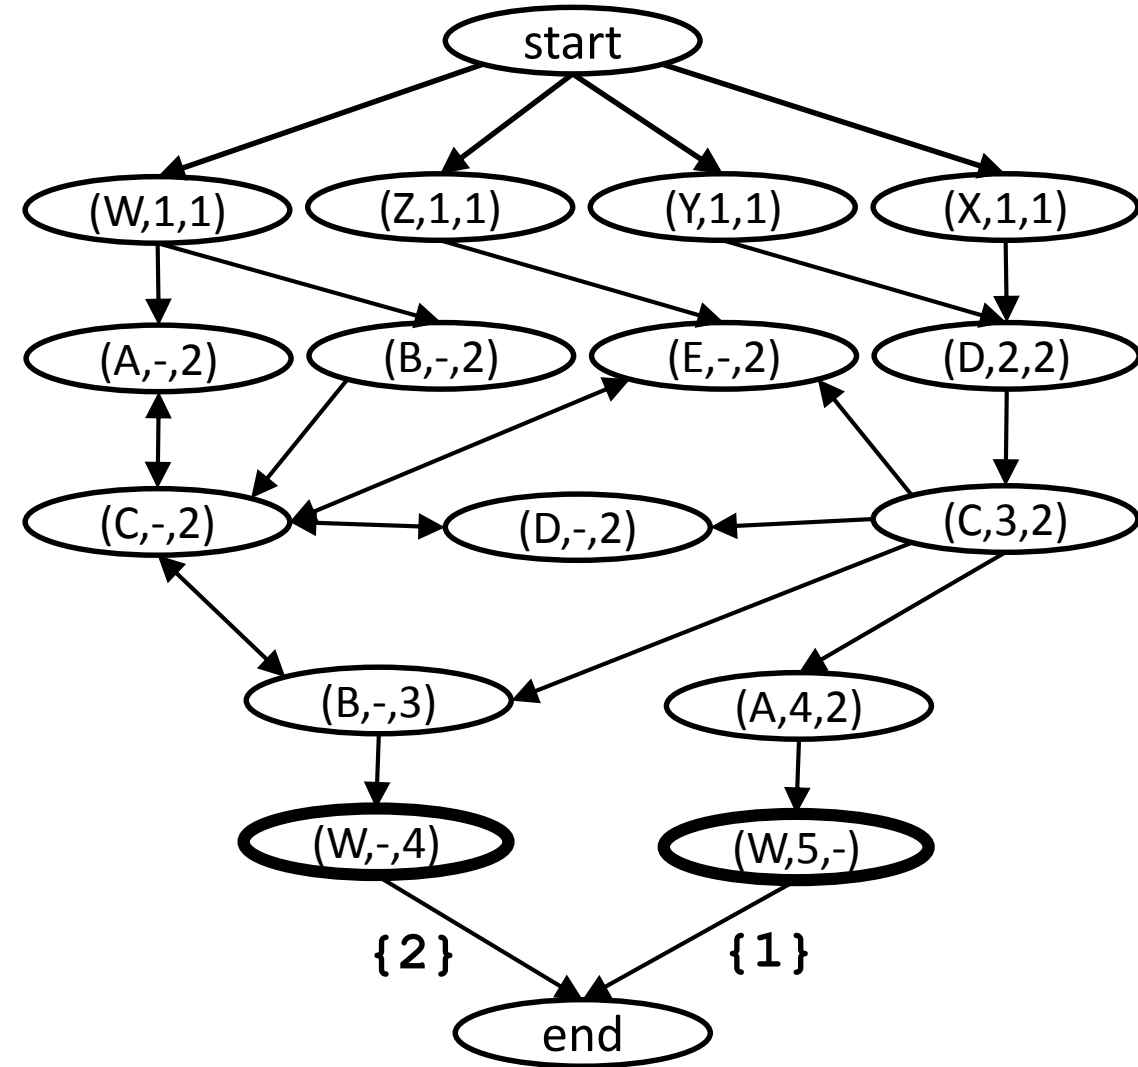 start
(W,1,1)
(Z,1,1)
(Y,1,1)
(X,1,1)
(A,-,2)
(B,-,2)
(E,-,2)
(D,2,2)
(C,-,2)
(D,-,2)
(C,3,2)
(B,-,3)
(A,4,2)
(W,-,4)
(W,5,-)
{2}
{1}
end